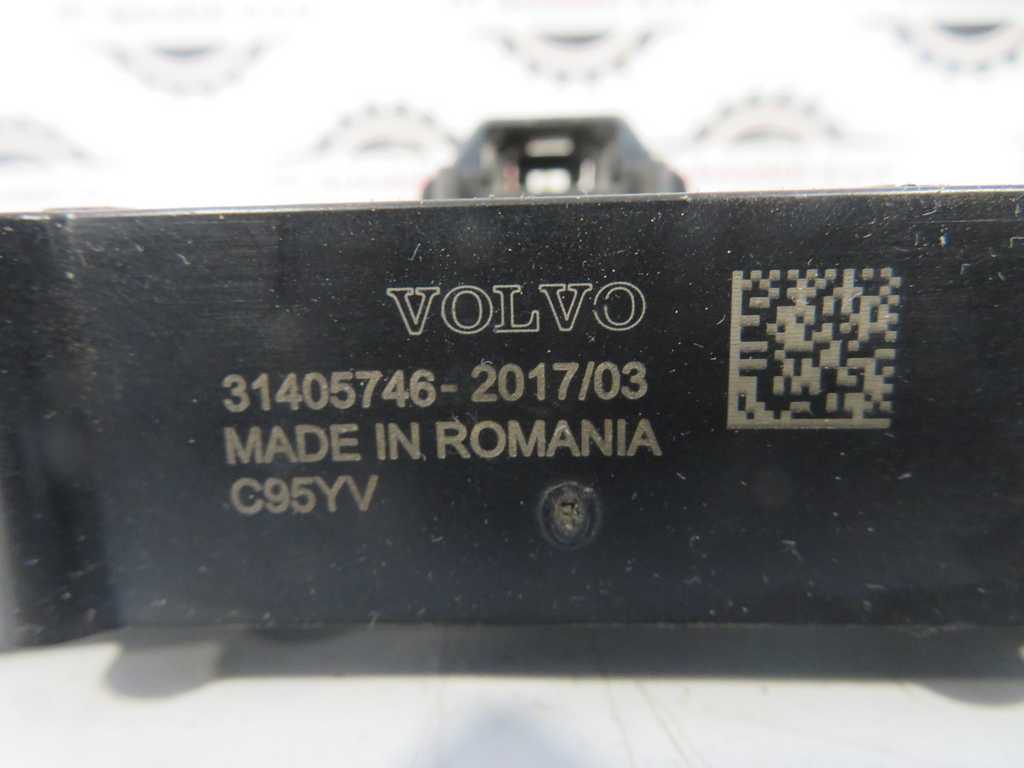 VOLVO
31405746-2017/03
MADE IN ROMANIA
C95YV